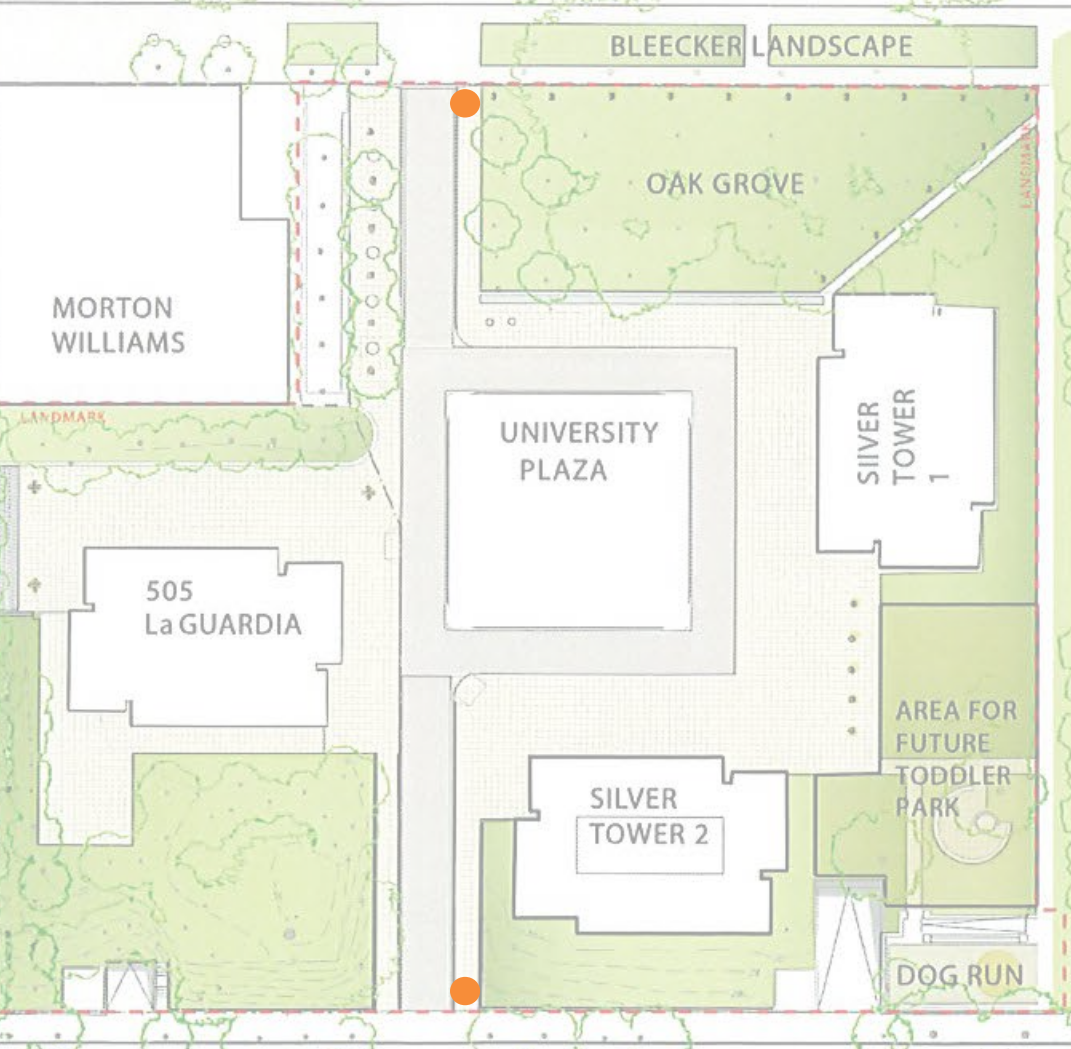 BLEECKER LANDSCAPE
LANDMARK
OAK GROVE
MORTON
WILLIAMS
LANDMARK
UNIVERSITY
PLAZA
SIlVER
TOWER
1
505
La GUARDIA
AREA FOR
FUTURE
TODDLER
PARK
SILVER
TOWER 2
DOG RUN